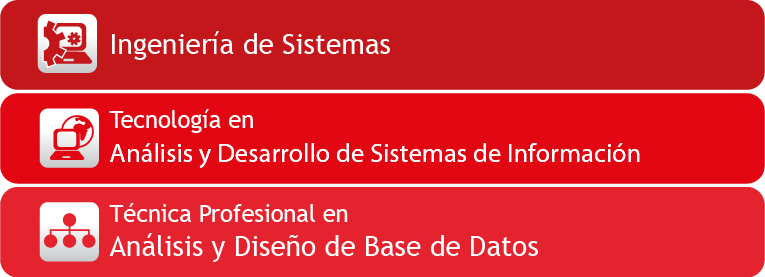 Ingeniería de Sistemas
Tecnología en
Análisis y Desarrollo de Sistemas de Información
Técnica Profesional en
Análisis y Diseño de Base de Datos